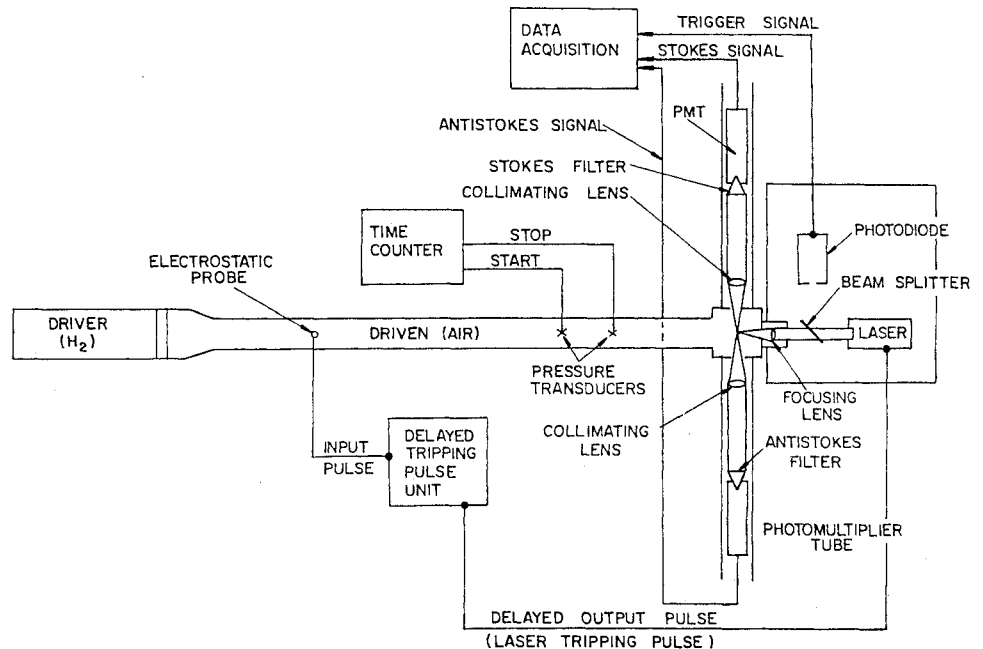 DATA
ACQUISITION
TRIGGER SIGNAL
STOKES SIGNAL
PMT
ANTISTOKES SIGNAL
STOKES FILTER
COLLIMATING LENS
TIME
COUNTER
STOP
START
PHOTODIODE
BEAM SPLITTER
ELECTROSTATIC
PROBE
DRIVER
(H₂)
DRIVEN (AIR)
LASER
PRESSURE
TRANSDUCERS
FOCUSING
LENS
COLLIMATING
LENS
ANTISTOKES
FILTER
INPUT
PULSE
DELAYED
TRIPPING
PULSE
UNIT
PHOTOMULTIPLIER
TUBE
DELAYED OUTPUT PULSE
(LASER TRIPPING PULSE)